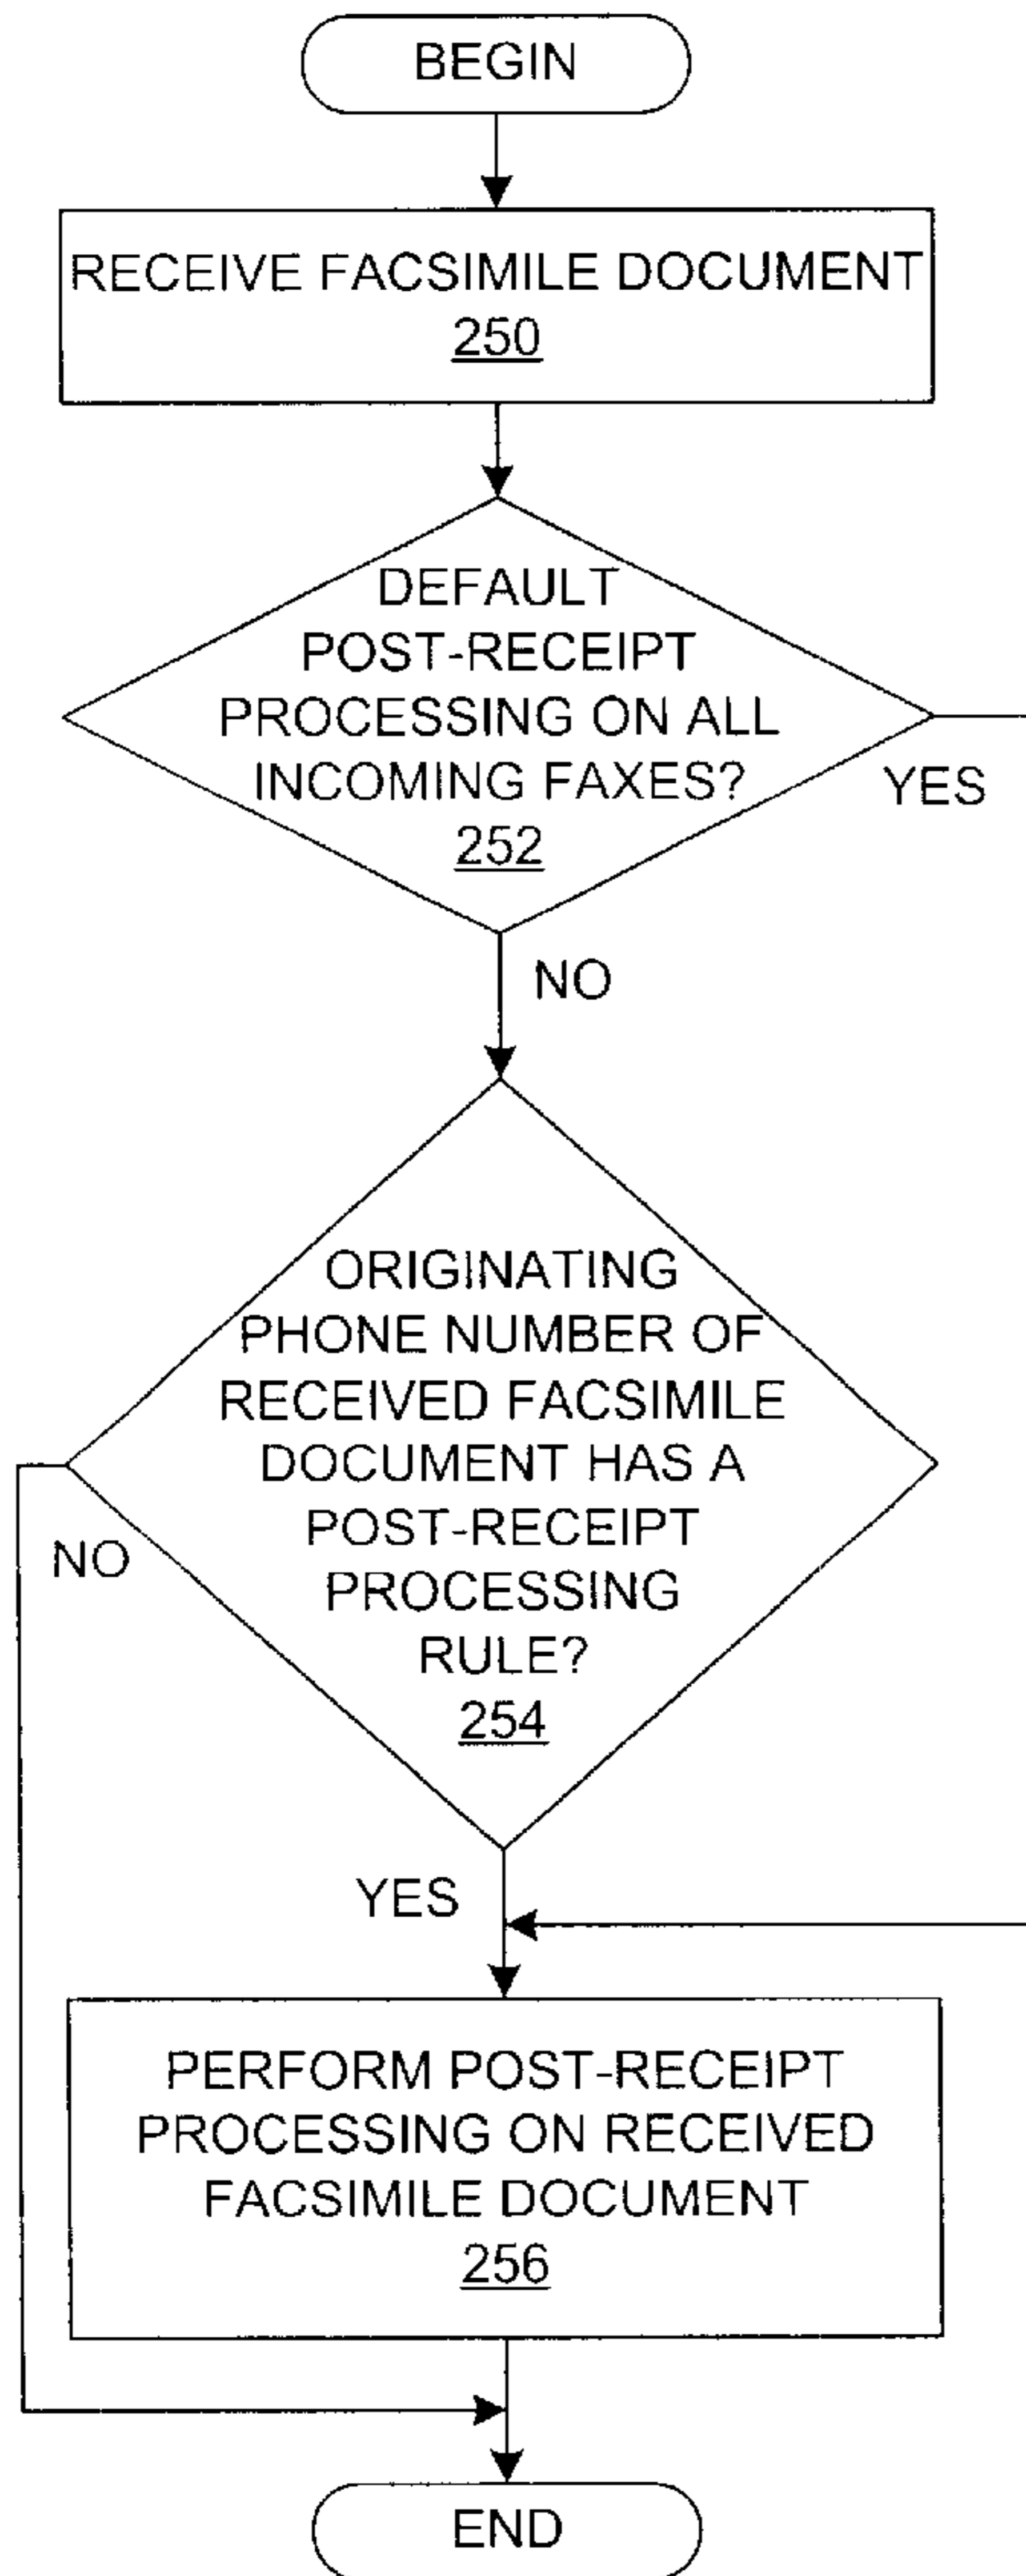 BEGIN
RECEIVE FACSIMILE DOCUMENT
250
DEFAULT
POST-RECEIPT
PROCESSING ON ALL
INCOMING FAXES?
252
YES
NO
ORIGINATING
PHONE NUMBER OF
RECEIVED FACSIMILE
DOCUMENT HAS A
POST-RECEIPT
PROCESSING
RULE?
254
NO
YES
PERFORM POST-RECEIPT
PROCESSING ON RECEIVED
FACSIMILE DOCUMENT
256
END